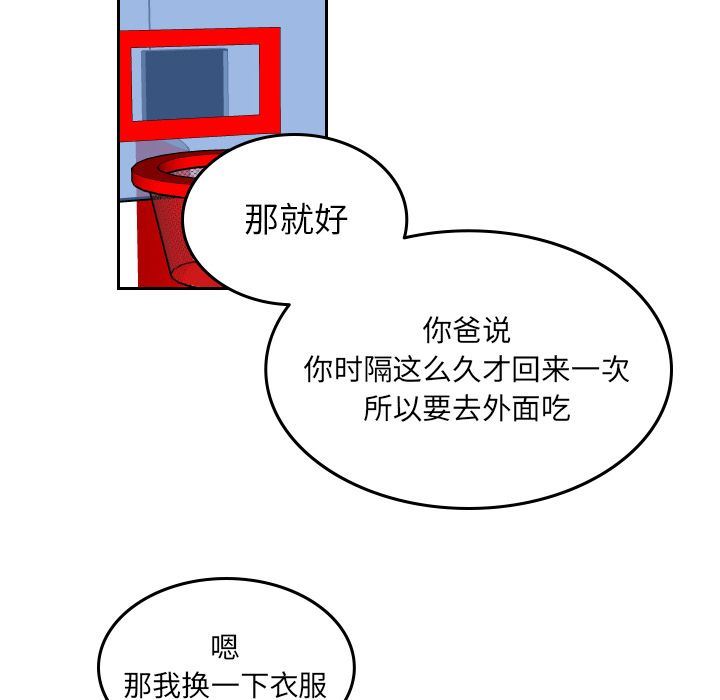 那就好
你爸说
你时隔这么久才回来一次
所以要去外面吃
嗯
那我换一下衣服